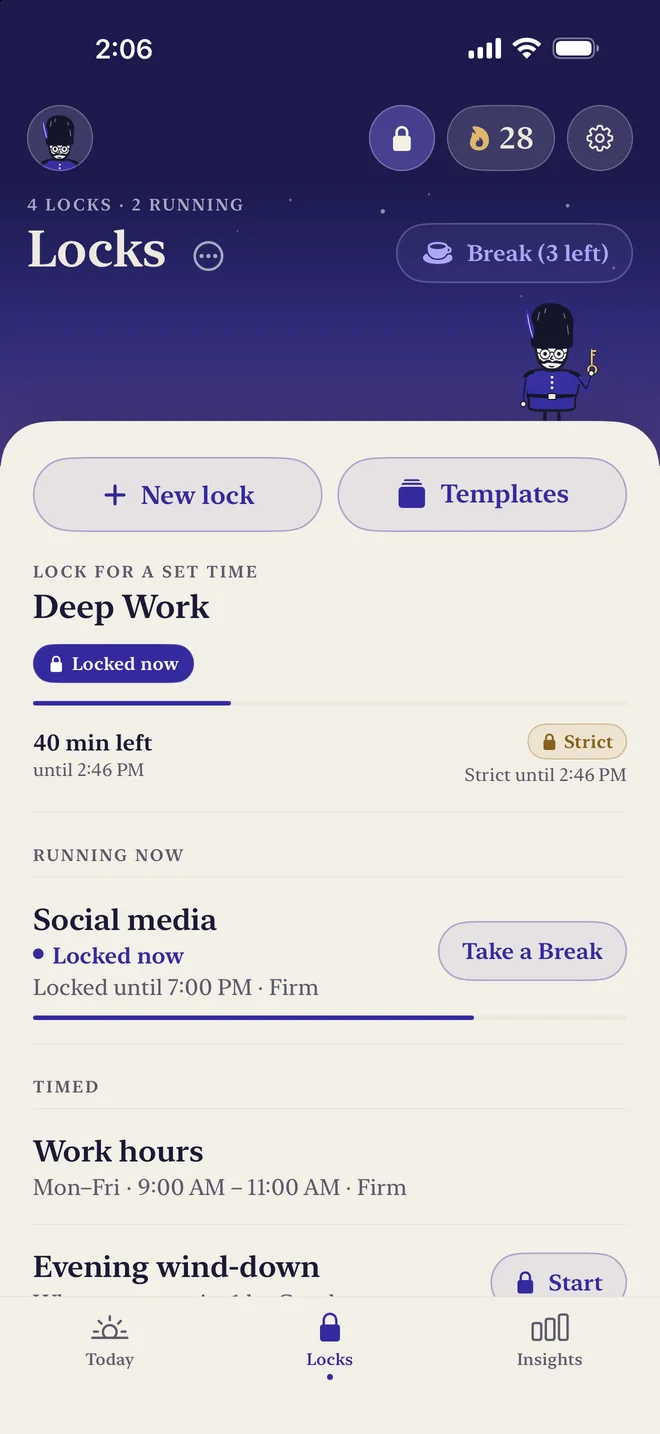 2:06
28
4 LOCKS · 2 RUNNING
Locks
Break (3 left)
New lock
Templates
LOCK FOR A SET TIME
Deep Work
Locked now
40 min left
Strict
until 2:46 PM
Strict until 2:46 PM
RUNNING NOW
Social media
Locked now
Take a Break
Locked until 7:00 PM · Firm
TIMED
Work hours
Mon–Fri · 9:00 AM – 11:00 AM · Firm
Evening wind-down
Start
Today
Locks
Insights